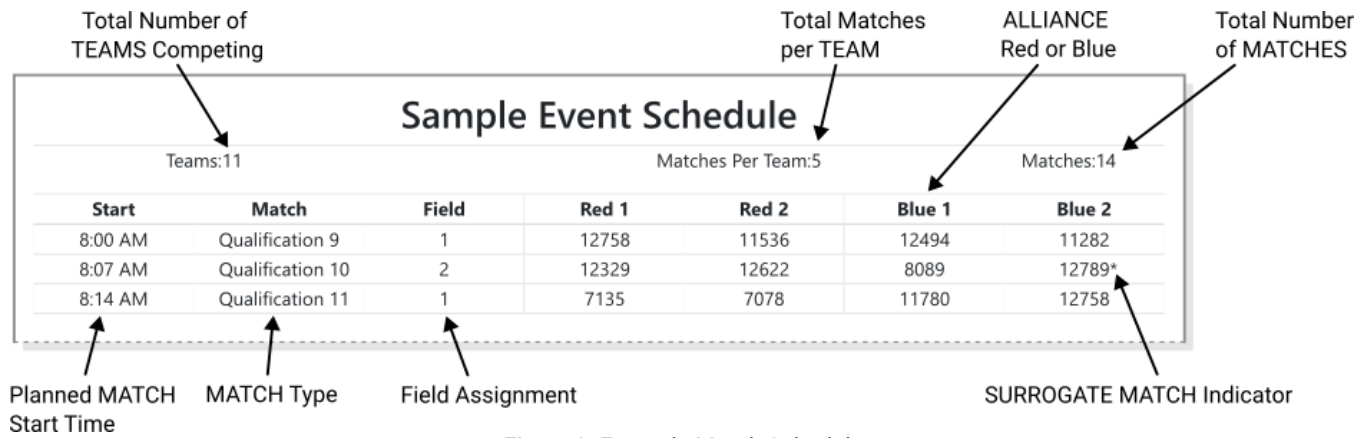 Total Number of
TEAMS Competing
Total Matches
per TEAM
ALLIANCE
Red or Blue
Total Number
of MATCHES
Sample Event Schedule
Teams:11 Matches Per Team:5 Matches:14
Start Match Field Red 1 Red 2 Blue 1 Blue 2
8:00 AM Qualification 9 1 12758 11536 12494 11282
8:07 AM Qualification 10 2 12329 12622 8089 12789*
8:14 AM Qualification 11 1 7135 7078 11780 12758
Planned MATCH
Start Time
MATCH Type
Field Assignment
SURROGATE MATCH Indicator